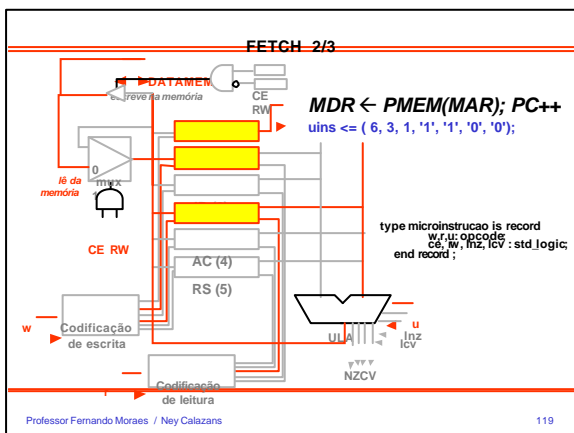 FETCH 2/3
DATAMEM
escreve na memória
CE
RW
MDR ← PMEM(MAR); PC++
uins <= ( 6, 3, 1, '1', '1', '0', '0');
0
mux
lê da
memória
CE RW
type microinstrucao is record
w,r,u: opcode;
ce, rw, lnz, lcv : std_logic;
end record ;
AC (4)
RS (5)
w
Codificação
de escrita
ULA
u
lnz
lcv
NZCV
Codificação
de leitura
r
Professor Fernando Moraes / Ney Calazans
119